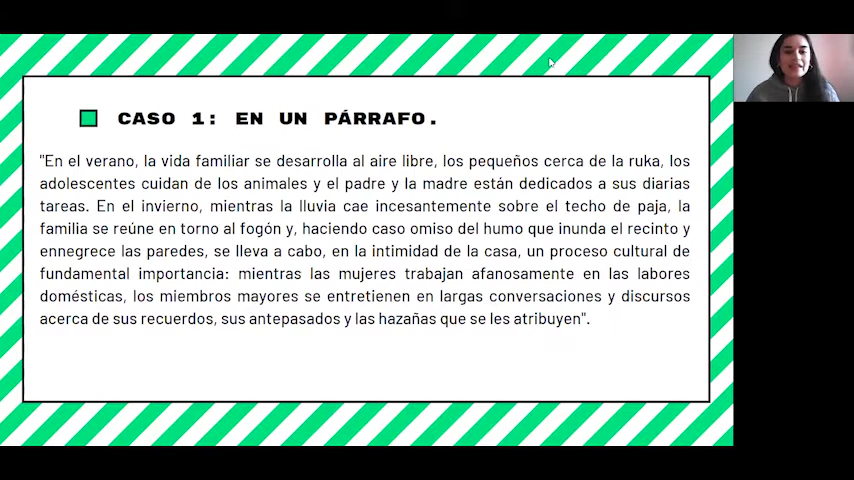 CASO 1: EN UN PÁRRAFO.
"En el verano, la vida familiar se desarrolla al aire libre, los pequeños cerca de la ruka, los
adolescentes cuidan de los animales y el padre y la madre están dedicados a sus diarias
tareas. En el invierno, mientras la lluvia cae incesantemente sobre el techo de paja, la
familia se reúne en torno al fogón y, haciendo caso omiso del humo que inunda el recinto y
ennegrece las paredes, se lleva a cabo, en la intimidad de la casa, un proceso cultural de
fundamental importancia: mientras las mujeres trabajan afanosamente en las labores
domésticas, los miembros mayores se entretienen en largas conversaciones y discursos
acerca de sus recuerdos, sus antepasados y las hazañas que se les atribuyen".